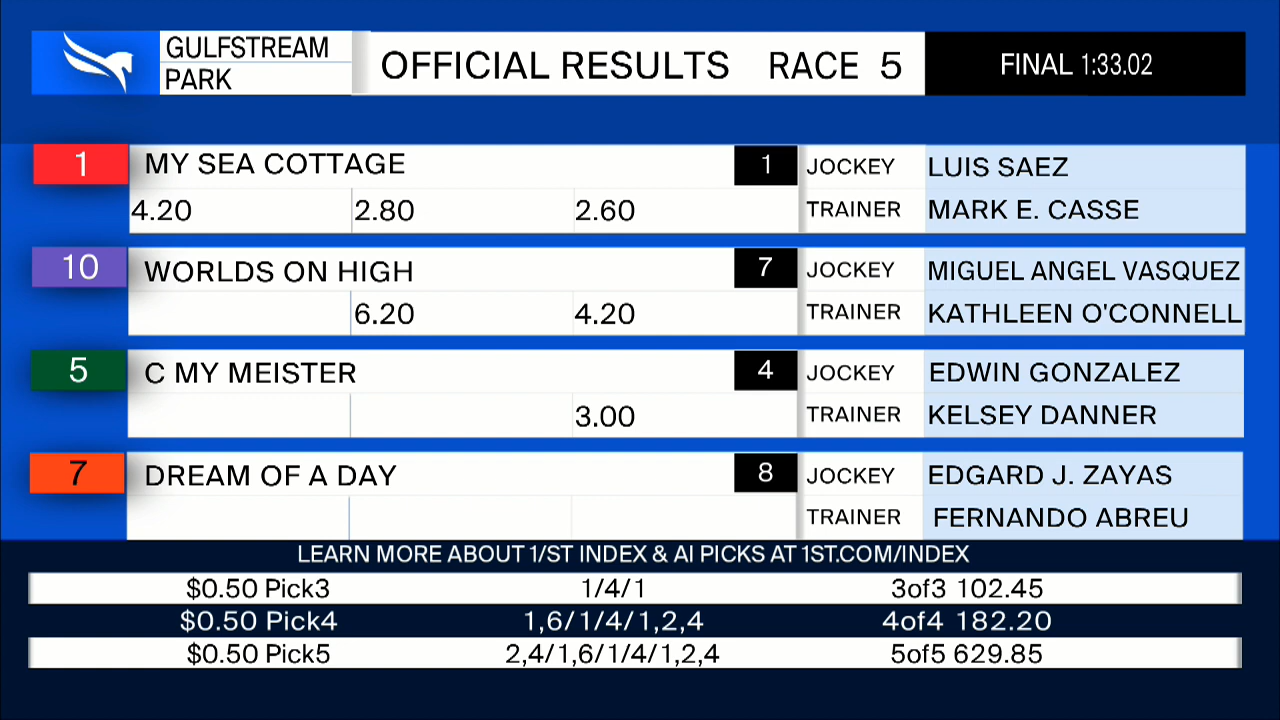 GULFSTREAM
PARK
OFFICIAL RESULTS RACE 5
FINAL 1:33.02
1 MY SEA COTTAGE 1 JOCKEY LUIS SAEZ
4.20 2.80 2.60 TRAINER MARK E. CASSE
10 WORLDS ON HIGH 7 JOCKEY MIGUEL ANGEL VASQUEZ
6.20 4.20 TRAINER KATHLEEN O'CONNELL
5 C MY MEISTER 4 JOCKEY EDWIN GONZALEZ
3.00 TRAINER KELSEY DANNER
7 DREAM OF A DAY 8 JOCKEY EDGARD J. ZAYAS
TRAINER FERNANDO ABREU
LEARN MORE ABOUT 1/ST INDEX & AI PICKS AT 1ST.COM/INDEX
$0.50 Pick3 1/4/1 3of3 102.45
$0.50 Pick4 1,6/1/4/1,2,4 4of4 182.20
$0.50 Pick5 2,4/1,6/1/4/1,2,4 5of5 629.85